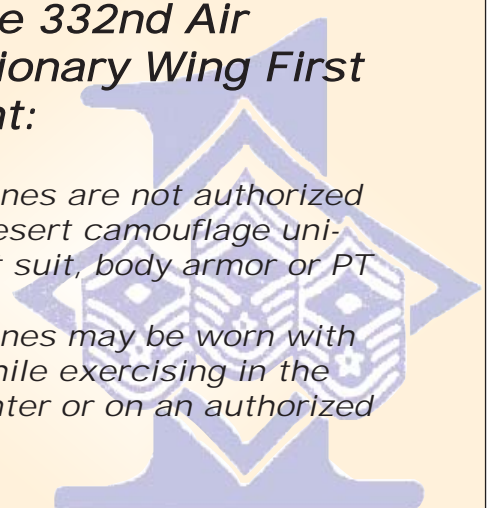 e 332nd Air
ionary Wing First
nt:
nes are not authorized
esert camouflage uni-
t suit, body armor or PT
nes may be worn with
hile exercising in the
nter or on an authorized